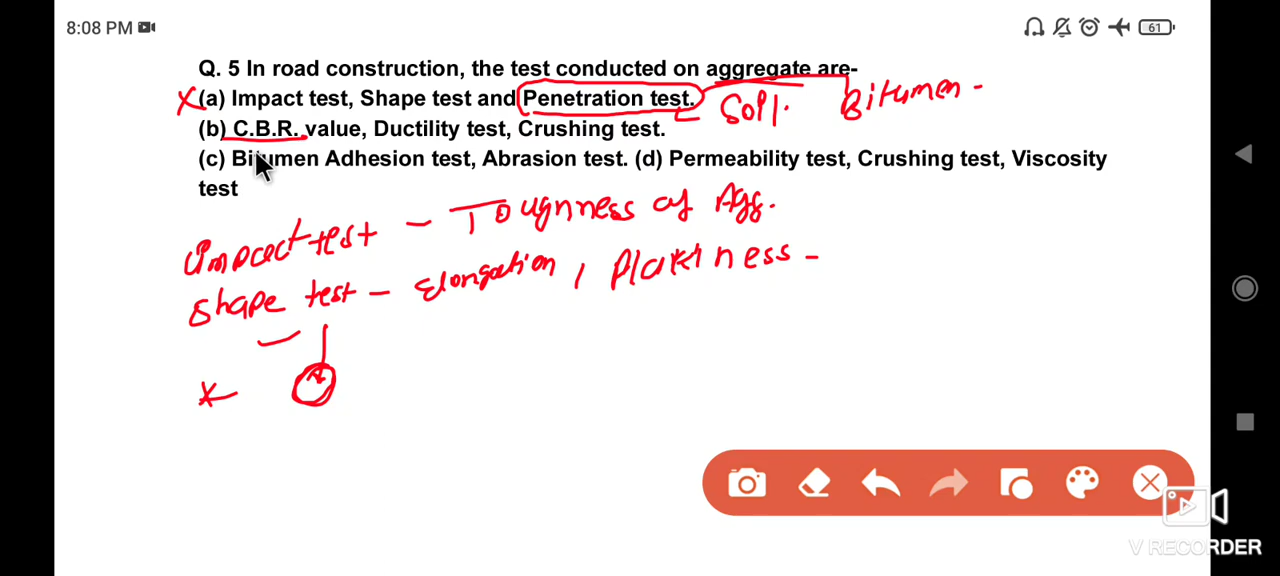 8:08 PM
61
Q. 5 In road construction, the test conducted on aggregate are-
(a) Impact test, Shape test and Penetration test. Soil. Bitumen -
(b) C.B.R. value, Ductility test, Crushing test.
(c) Bitumen Adhesion test, Abrasion test. (d) Permeability test, Crushing test, Viscosity
test
Impact test - Toughness of Agg.
Shape test - Elongation, Flakiness -
V RECORDER